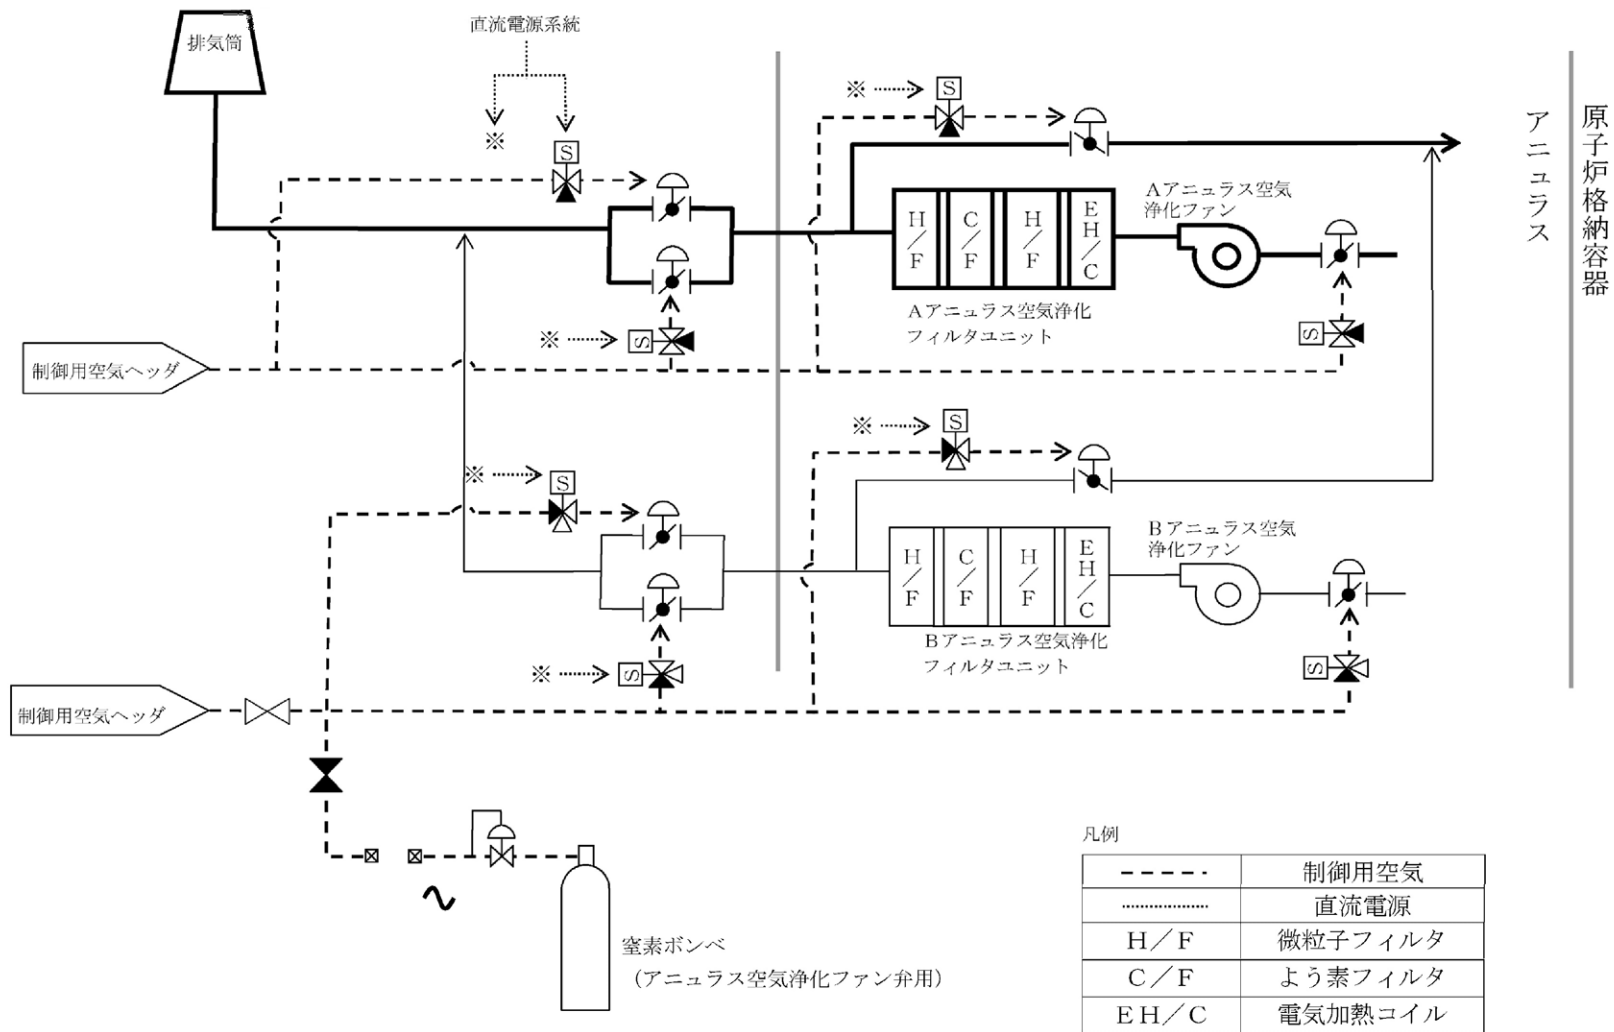 排気筒
直流電源系統
※
S
※
S
S
※
S
S
Aアニュラス空気
浄化ファン
H/F
C/F
H/F
EH/C
Aアニュラス空気浄化
フィルタユニット
制御用空気ヘッダ
アニュラス
原子炉格納容器
※
S
※
S
Bアニュラス空気
浄化ファン
H/F
C/F
H/F
EH/C
Bアニュラス空気浄化
フィルタユニット
※
S
S
制御用空気ヘッダ
窒素ボンベ
(アニュラス空気浄化ファン弁用)
凡例
制御用空気
直流電源
H/F 微粒子フィルタ
C/F よう素フィルタ
EH/C 電気加熱コイル